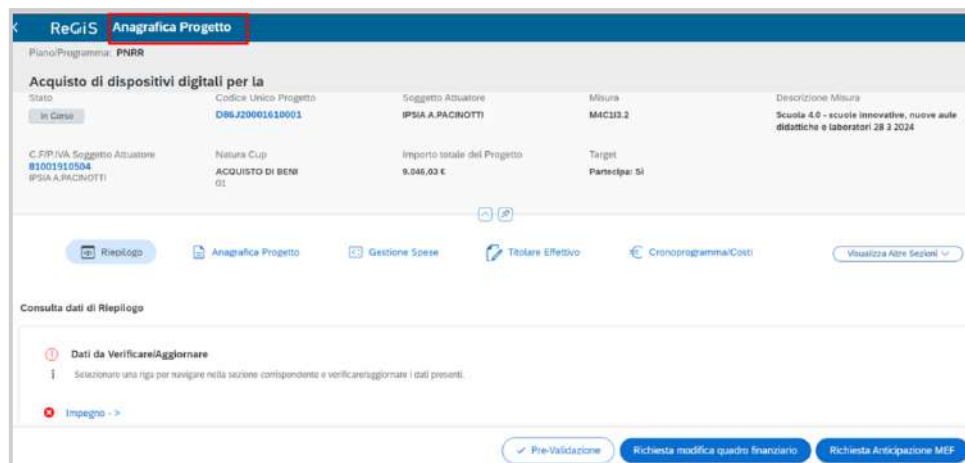 ReGiS Anagrafica Progetto
Piano/Programma: PNRR
Acquisto di dispositivi digitali per la
Stato
Codice Unico Progetto
Soggetto Attuatore
Misura
Descrizione Misura
In Corso
D86J20001610001
IPSIA A.PACINOTTI
M4C1I3.2
Scuola 4.0 - scuole innovative, nuove aule
didattiche e laboratori 28 3 2024
C.F/P.IVA Soggetto Attuatore
Natura Cup
Importo totale del Progetto
Target
81001910504
ACQUISTO DI BENI
9.046,03 €
Partecipa: Sì
IPSIA A.PACINOTTI
01
Riepilogo
Anagrafica Progetto
Gestione Spese
Titolare Effettivo
Cronoprogramma/Costi
Visualizza Altre Sezioni
Consulta dati di Riepilogo
Dati da Verificare/Aggiornare
Selezionare una riga per navigare nella sezione corrispondente e verificare/aggiornare i dati presenti.
Impegno - >
Pre-Validazione
Richiesta modifica quadro finanziario
Richiesta Anticipazione MEF